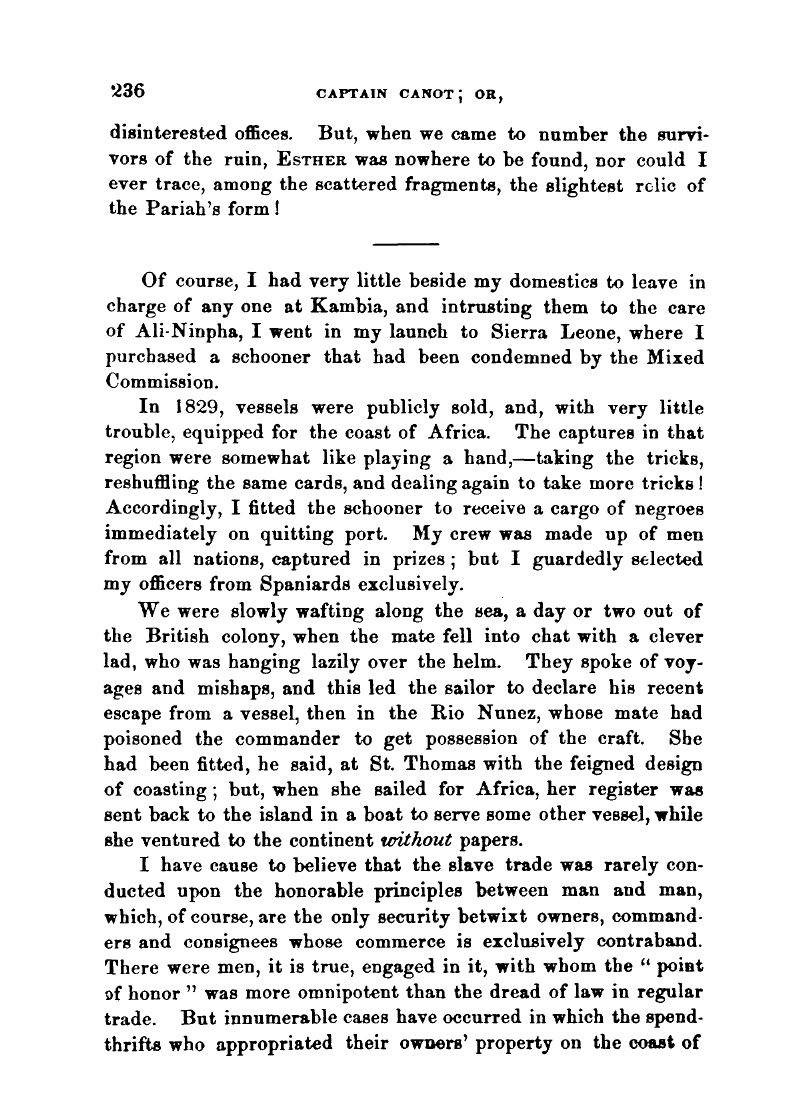 236 CAPTAIN CANOT; OR,
disinterested offices. But, when we came to number the survi-
vors of the ruin, ESTHER was nowhere to be found, nor could I
ever trace, among the scattered fragments, the slightest relic of
the Pariah's form!
Of course, I had very little beside my domestics to leave in
charge of any one at Kambia, and intrusting them to the care
of Ali-Ninpha, I went in my launch to Sierra Leone, where I
purchased a schooner that had been condemned by the Mixed
Commission.
In 1829, vessels were publicly sold, and, with very little
trouble, equipped for the coast of Africa. The captures in that
region were somewhat like playing a hand,—taking the tricks,
reshuffling the same cards, and dealing again to take more tricks!
Accordingly, I fitted the schooner to receive a cargo of negroes
immediately on quitting port. My crew was made up of men
from all nations, captured in prizes; but I guardedly selected
my officers from Spaniards exclusively.
We were slowly wafting along the sea, a day or two out of
the British colony, when the mate fell into chat with a clever
lad, who was hanging lazily over the helm. They spoke of voy-
ages and mishaps, and this led the sailor to declare his recent
escape from a vessel, then in the Rio Nunez, whose mate had
poisoned the commander to get possession of the craft. She
had been fitted, he said, at St. Thomas with the feigned design
of coasting; but, when she sailed for Africa, her register was
sent back to the island in a boat to serve some other vessel, while
she ventured to the continent without papers.
I have cause to believe that the slave trade was rarely con-
ducted upon the honorable principles between man and man,
which, of course, are the only security betwixt owners, command-
ers and consignees whose commerce is exclusively contraband.
There were men, it is true, engaged in it, with whom the "point
of honor" was more omnipotent than the dread of law in regular
trade. But innumerable cases have occurred in which the spend-
thrifts who appropriated their owners' property on the coast of